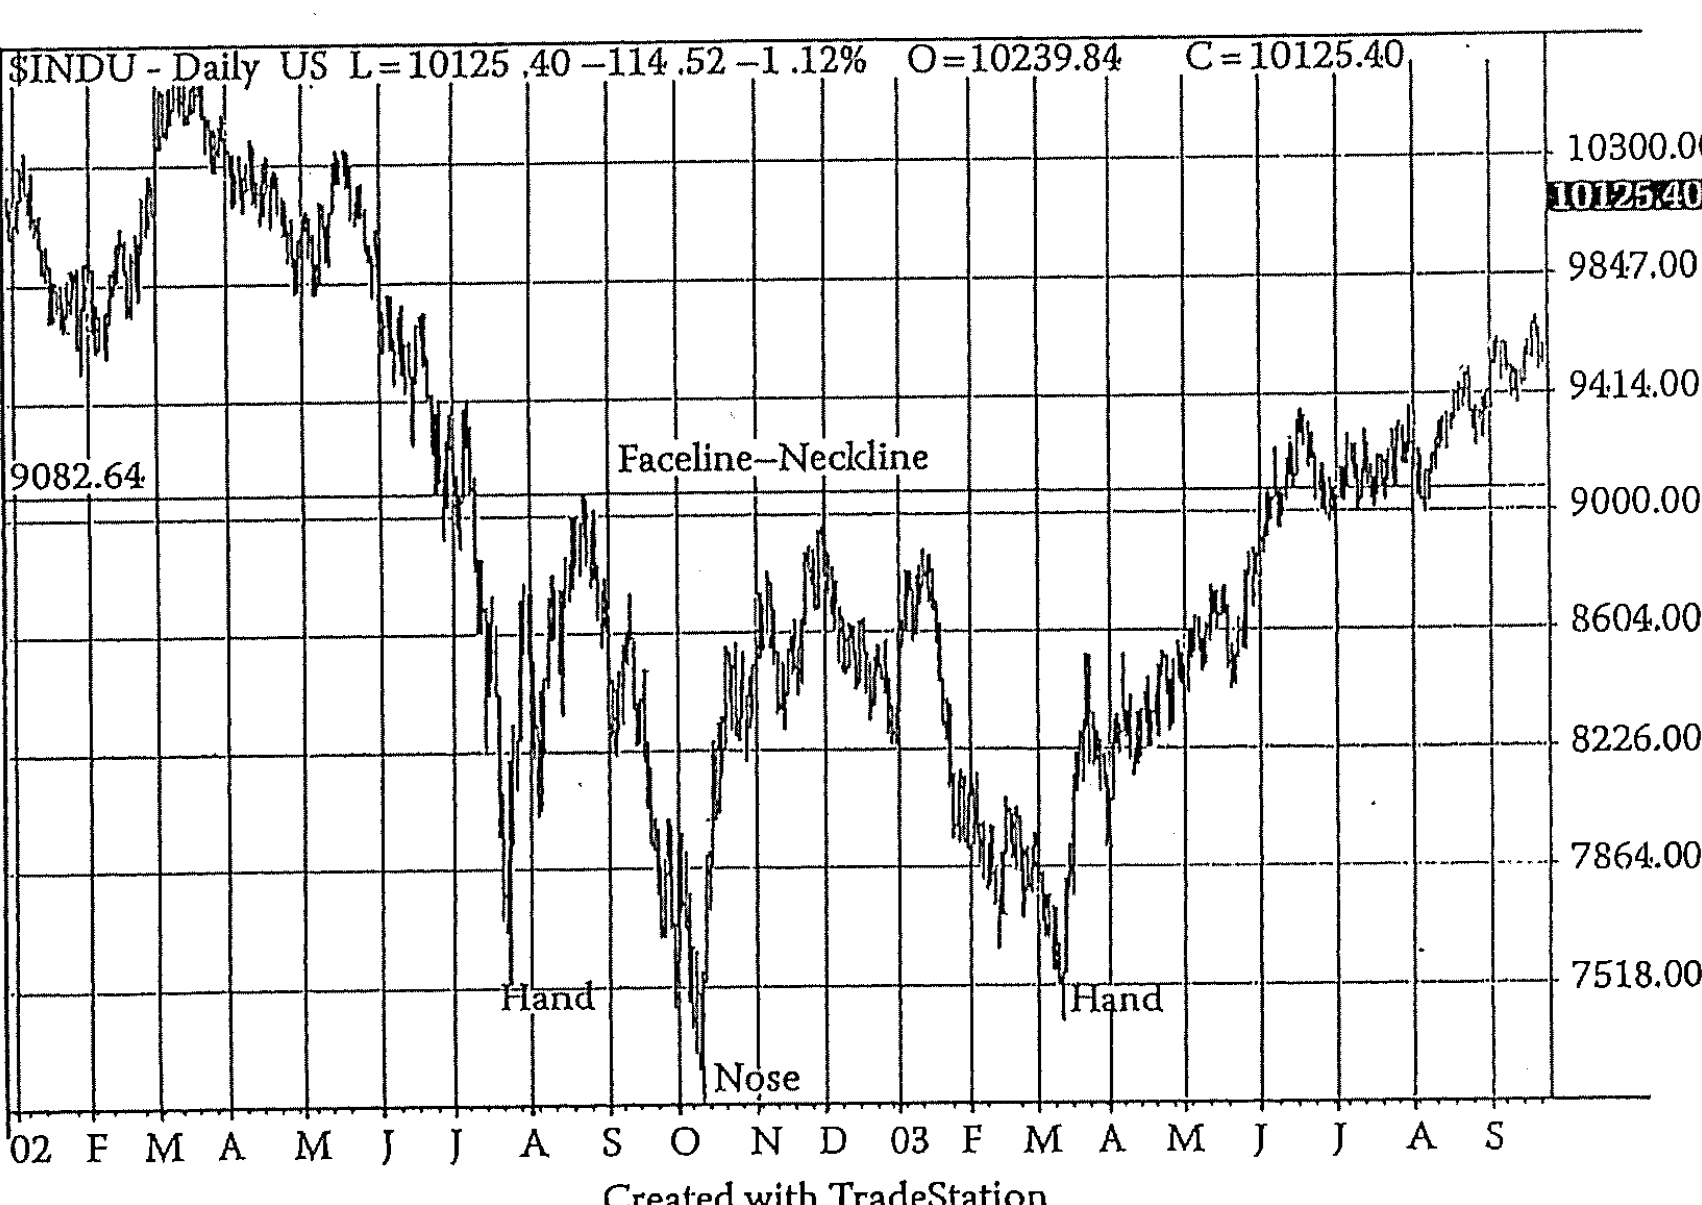 $INDU - Daily US L=10125.40 -114.52 -1.12% O=10239.84 C=10125.40
10300.00
10125.40
9847.00
9414.00
Faceline-Neckline
9082.64
9000.00
8604.00
8226.00
7864.00
7518.00
Hand
Hand
Nose
02 F M A M J J A S O N D 03 F M A M J J A S
Created with TradeStation